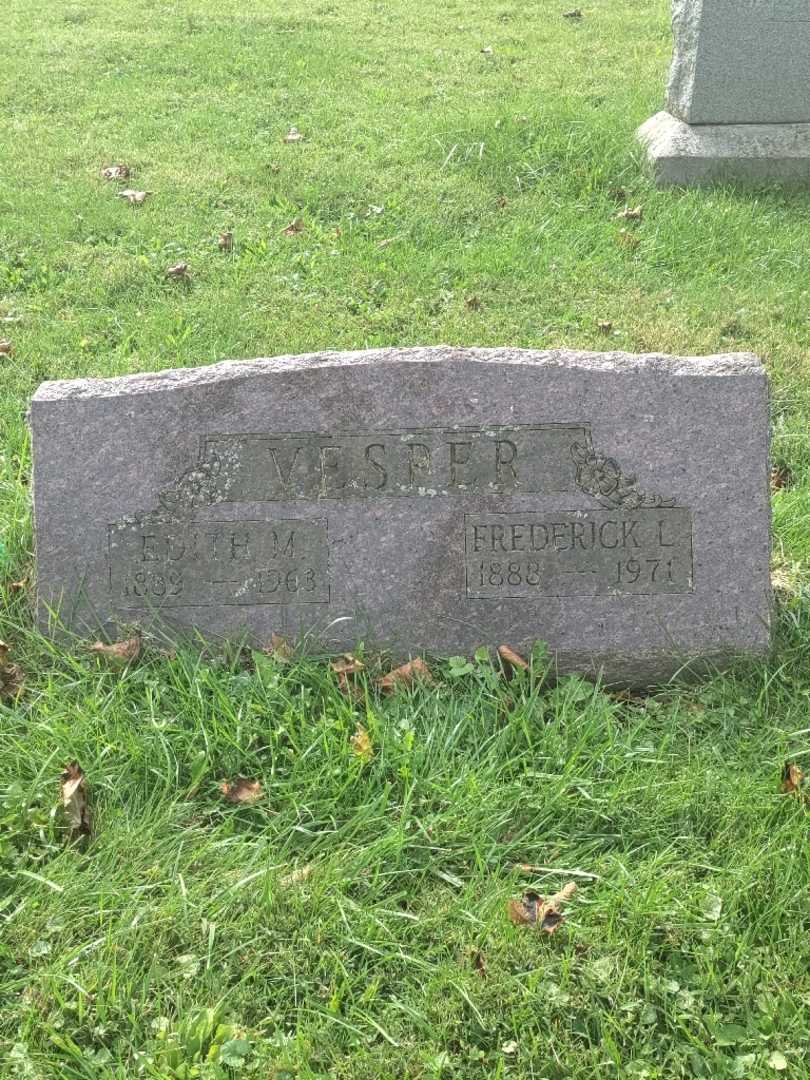 VESPER
EDITH M.
1889 — 1963
FREDERICK L.
1888 — 1971